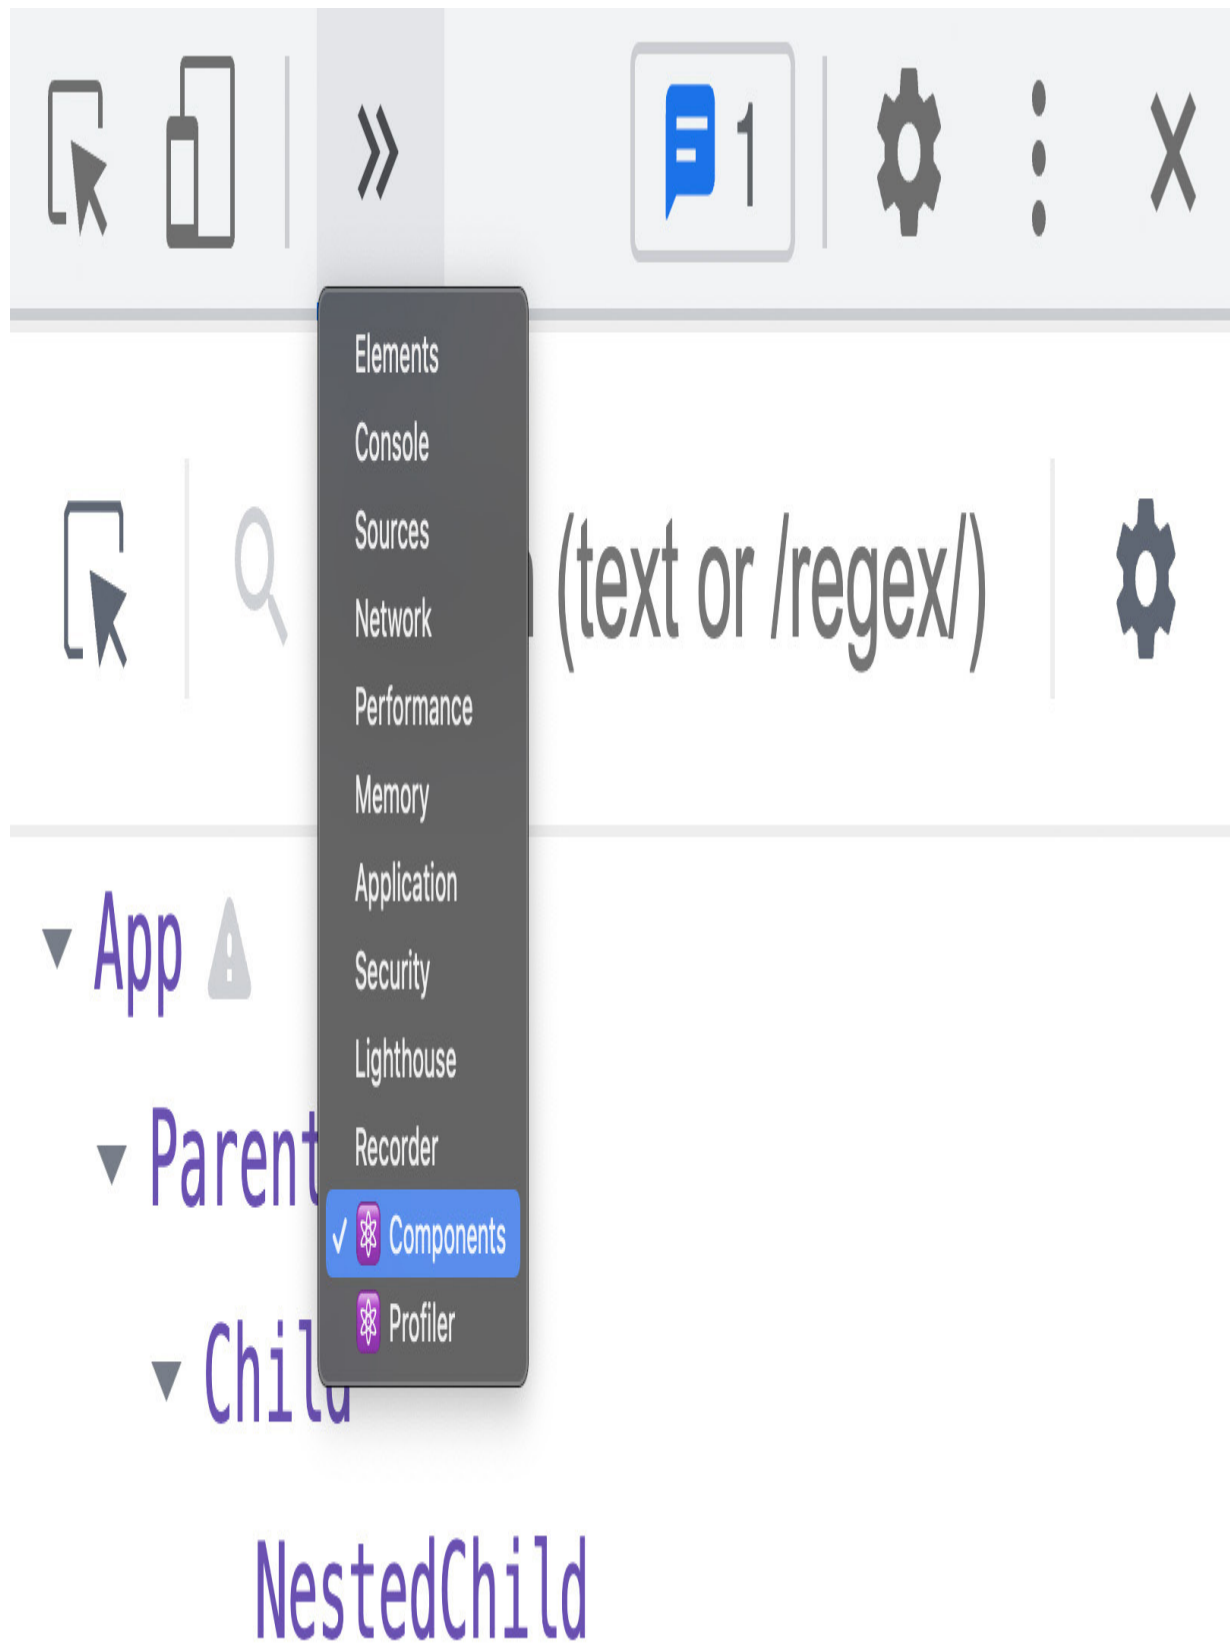 1
Elements
Console
Sources
Network
Performance
Memory
Application
Security
Lighthouse
Recorder
✓ Components
Profiler
(text or /regex/)
App
Parent
Child
NestedChild